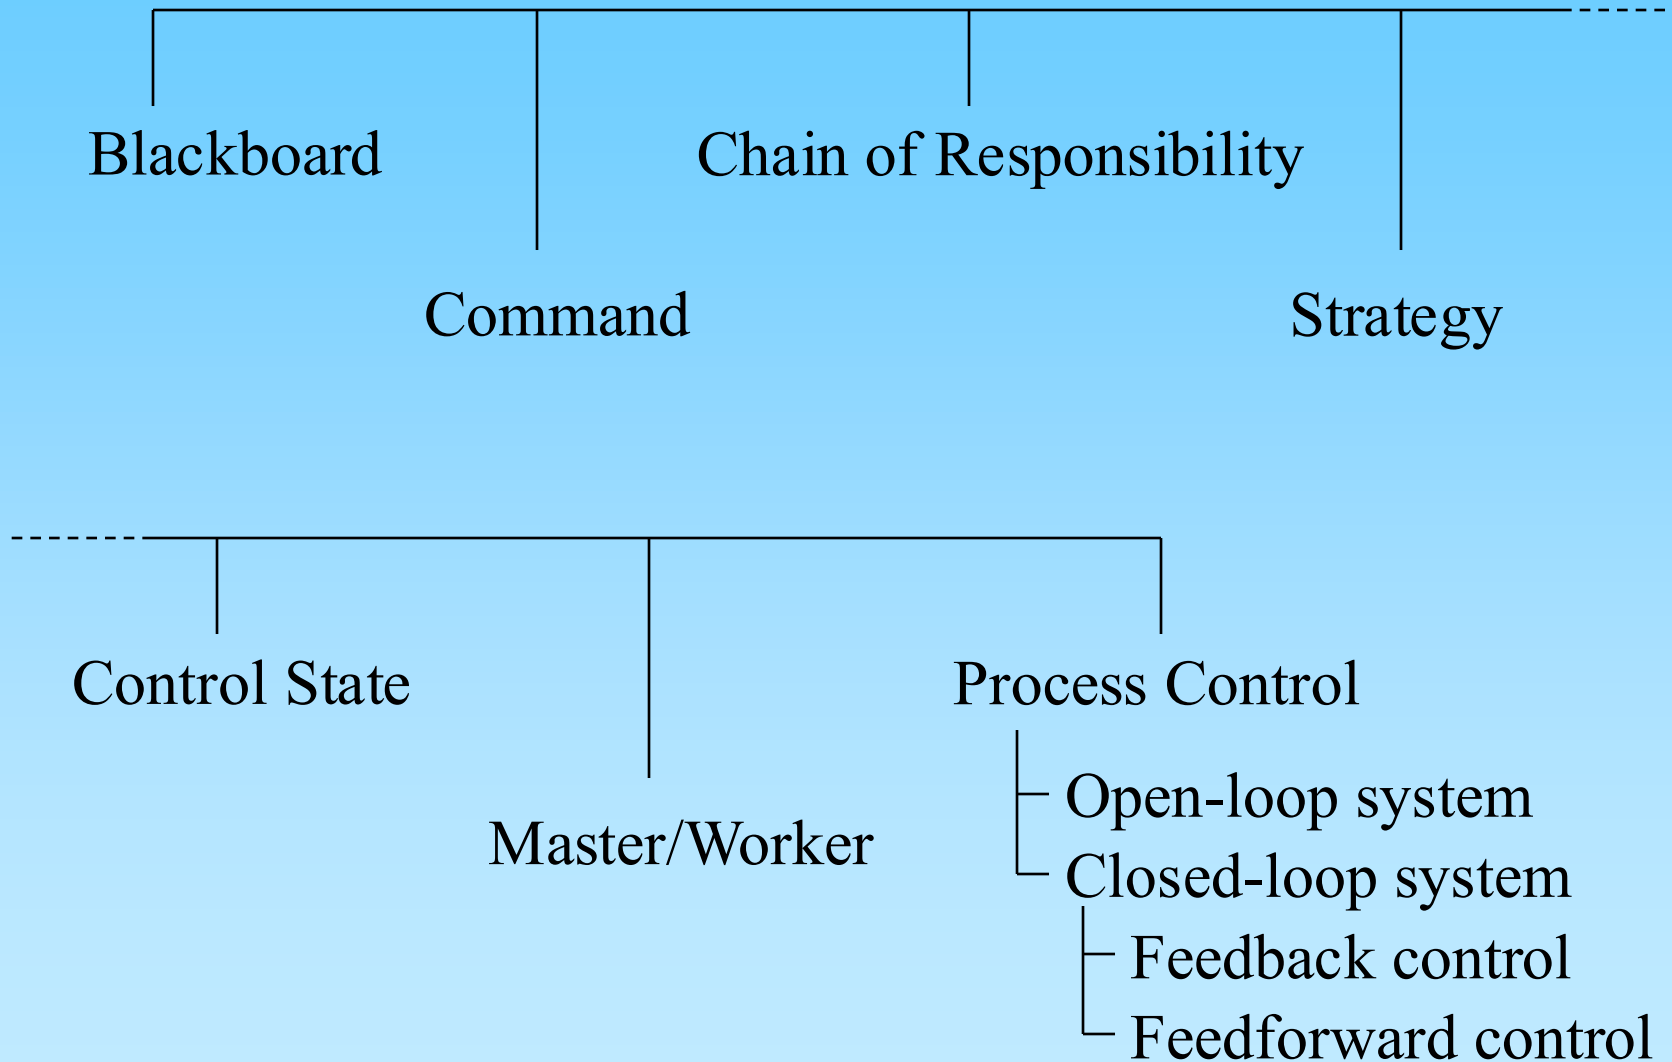 Blackboard
Chain of Responsibility
Command
Strategy
Control State
Process Control
Open-loop system
Master/Worker
Closed-loop system
Feedback control
Feedforward control